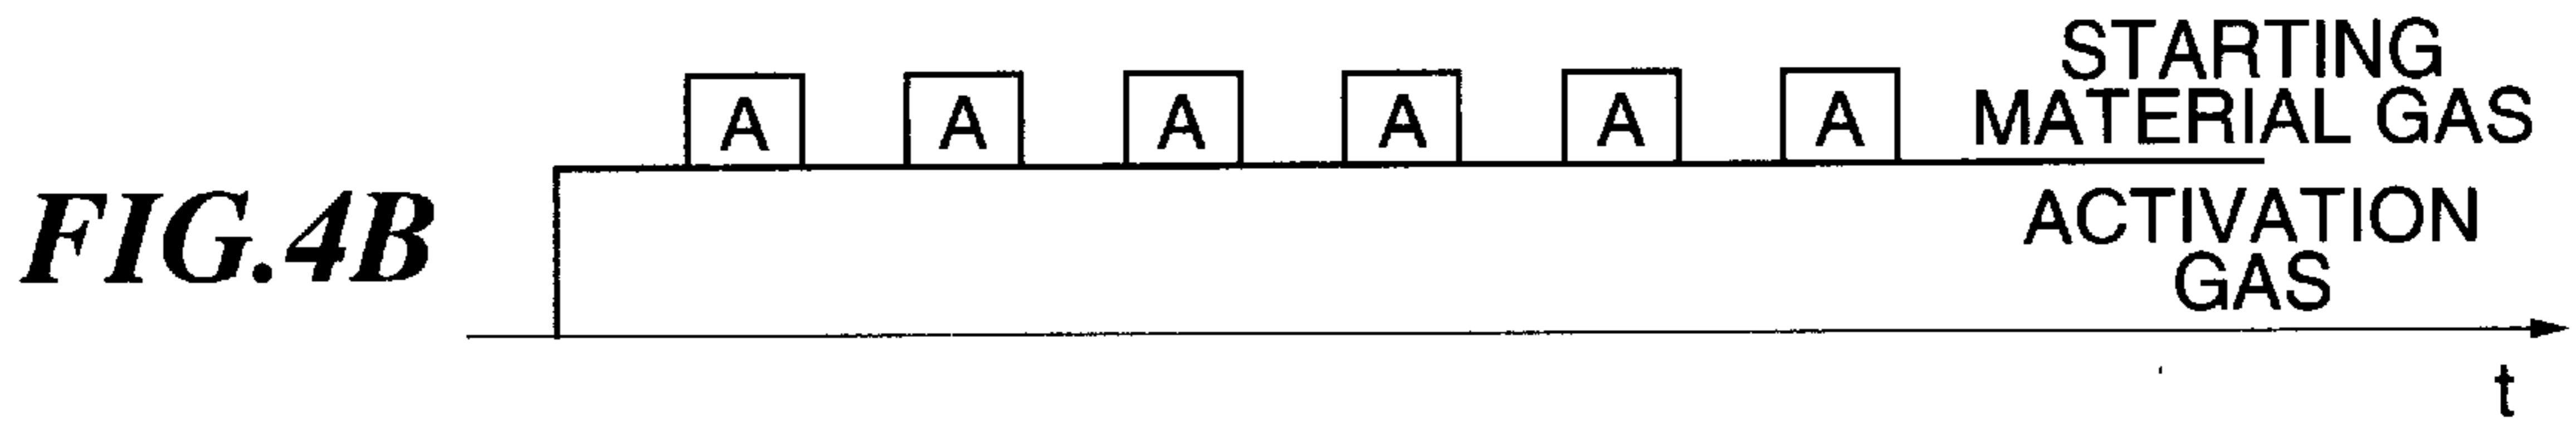 FIG.4B
A A A A A A
STARTING
MATERIAL GAS
ACTIVATION
GAS
t